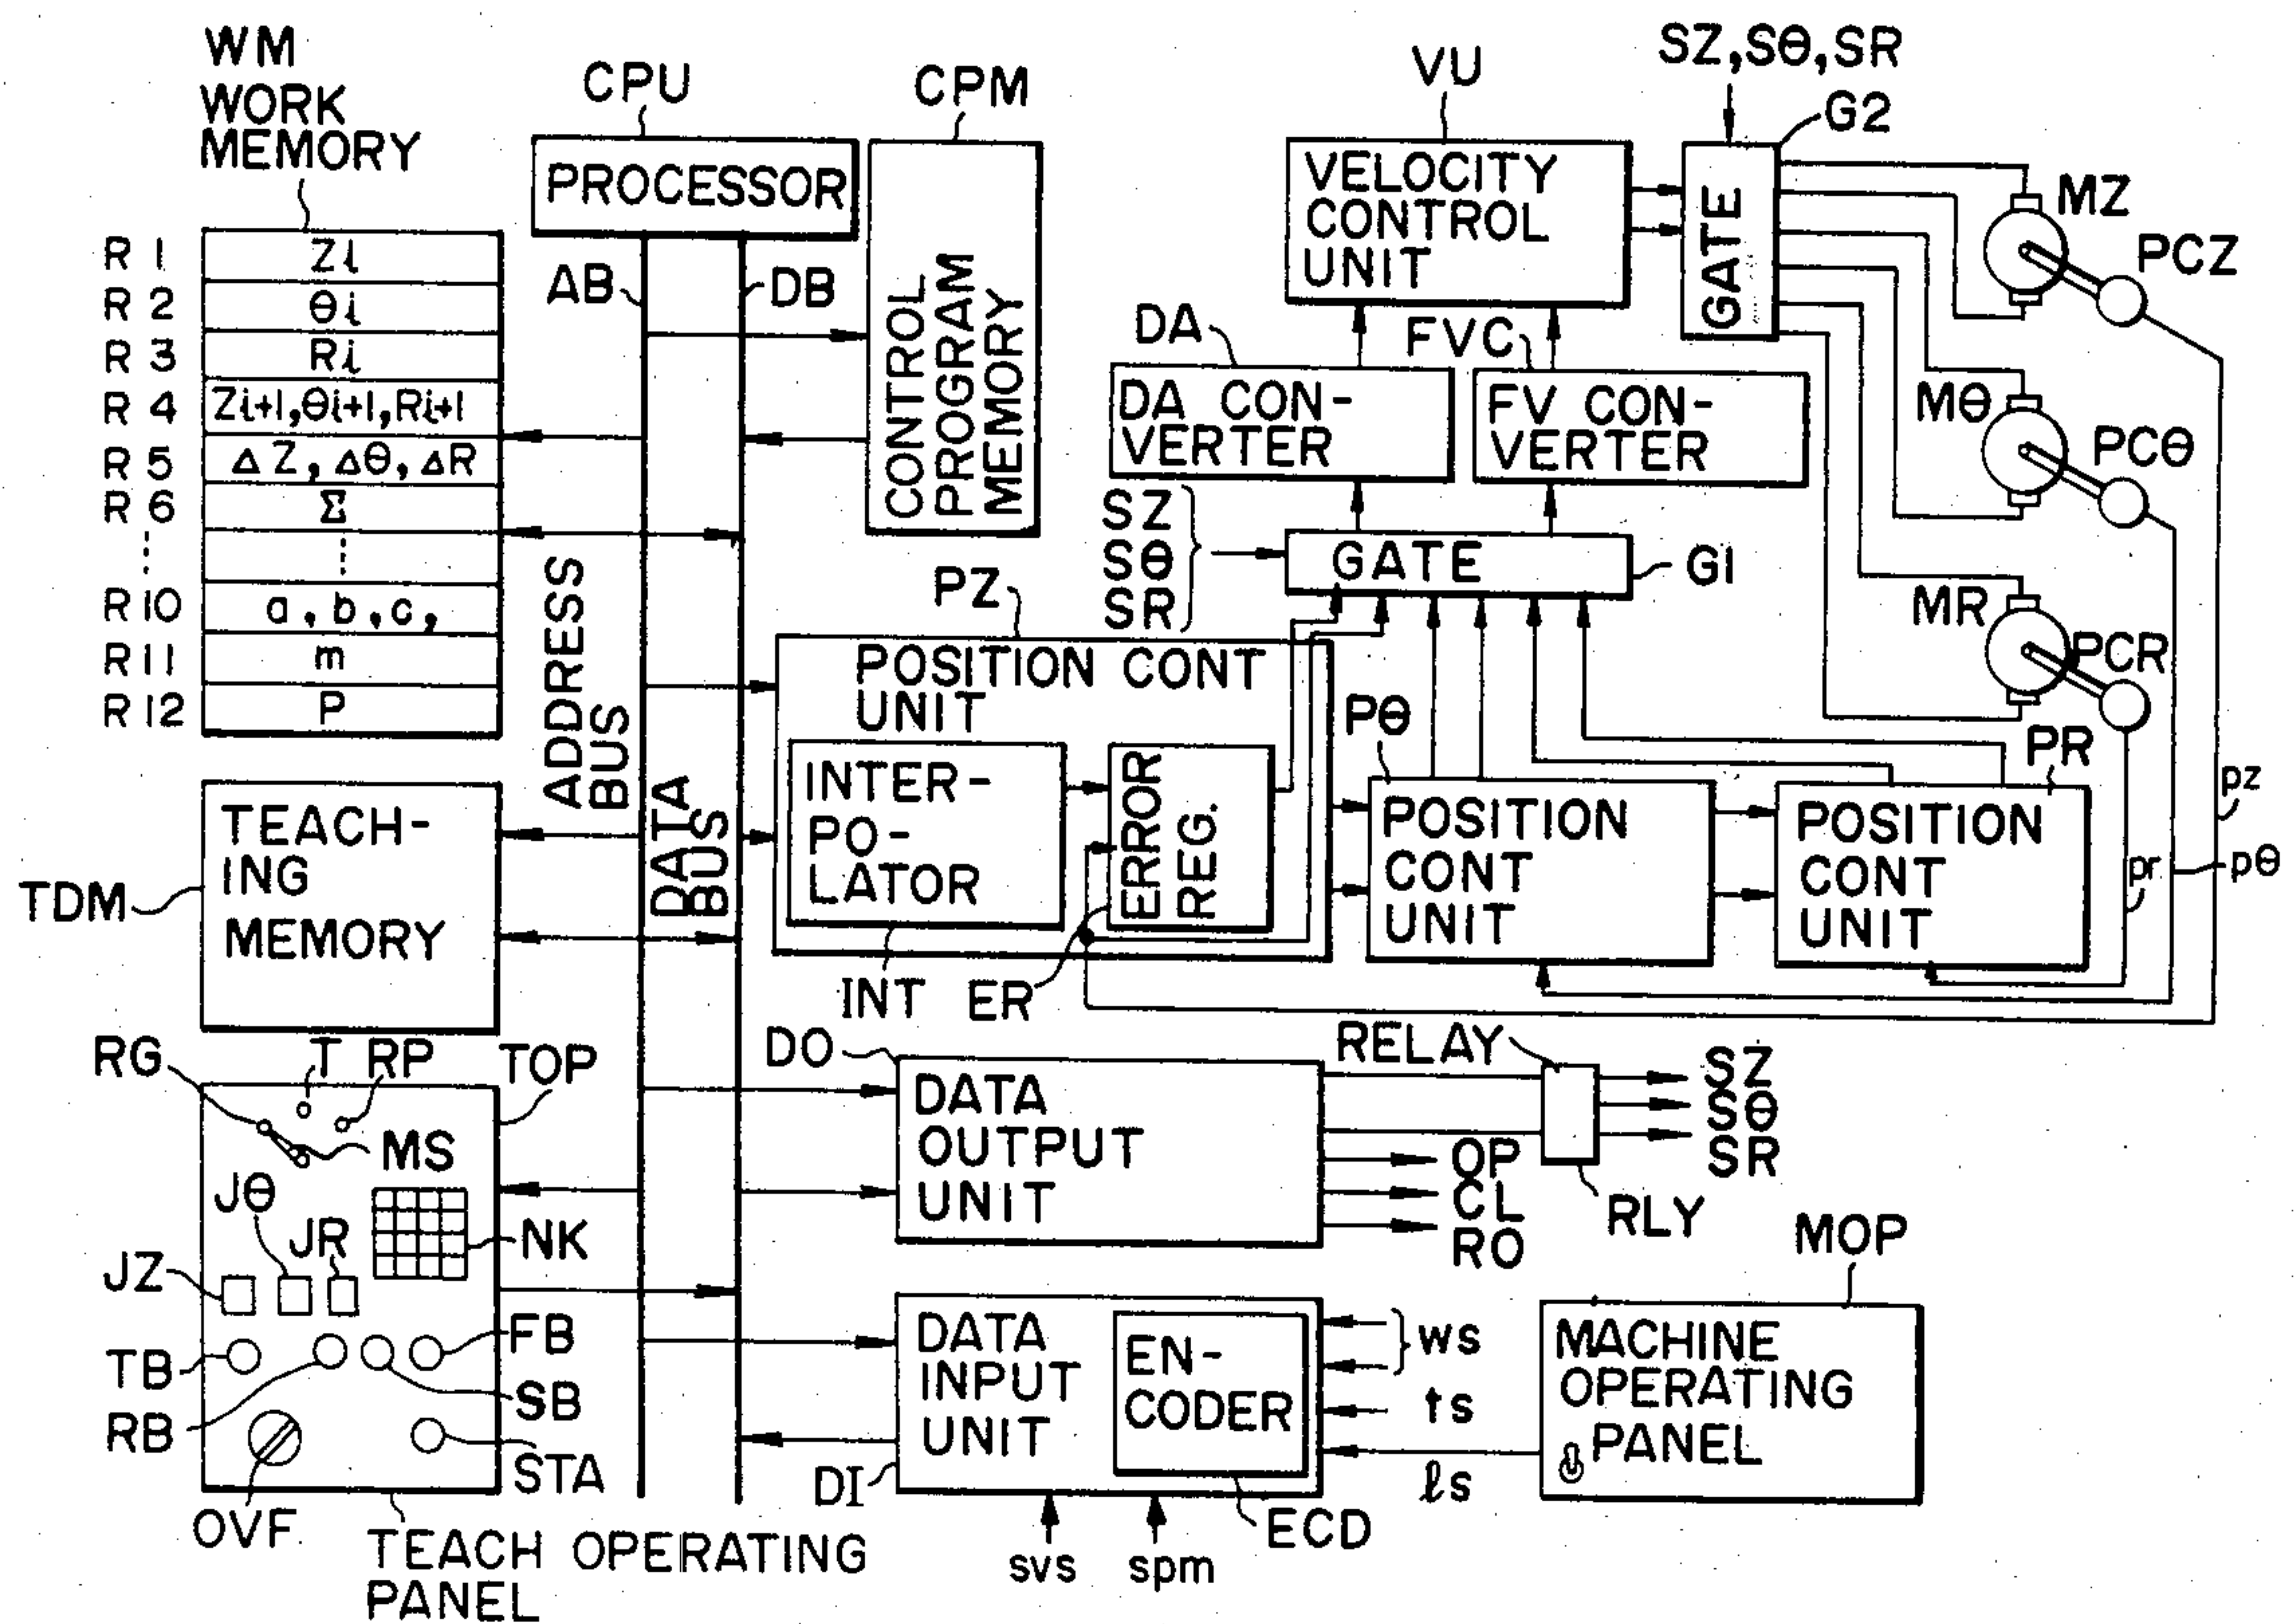 WM
WORK
MEMORY
R 1
Zi
R 2
θi
R 3
Ri
R 4
Zi+1,θi+1,Ri+1
R 5
ΔZ, Δθ, ΔR
R 6
Σ
R 10
a, b, c,
R 11
m
R 12
P
CPU
PROCESSOR
CPM
CONTROL
PROGRAM
MEMORY
AB
DB
ADDRESS
BUS
DATA
BUS
VU
VELOCITY
CONTROL
UNIT
SZ,Sθ,SR
G2
GATE
MZ
PCZ
DA
DA CON-
VERTER
FVC
FV CON-
VERTER
Mθ
PCθ
SZ
Sθ
SR
GATE
G1
MR
PCR
PZ
POSITION CONT
UNIT
INTER-
PO-
LATOR
ERROR
REG.
INT
ER
Pθ
POSITION
CONT
UNIT
PR
POSITION
CONT
UNIT
pz
pr
pθ
TDM
TEACH-
ING
MEMORY
RG
T
RP
TOP
MS
Jθ
JR
NK
JZ
TB
FB
SB
RB
STA
OVF
TEACH OPERATING
PANEL
DO
DATA
OUTPUT
UNIT
RELAY
SZ
Sθ
SR
RLY
OP
CL
RO
DATA
INPUT
UNIT
DI
EN-
CODER
ECD
ws
ts
ℓs
svs
spm
MOP
MACHINE
OPERATING
PANEL